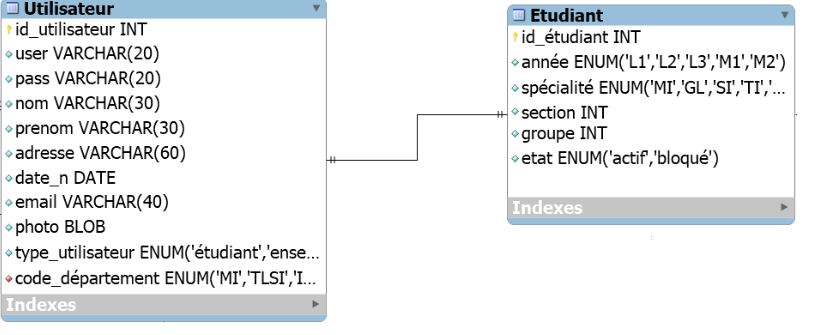 Utilisateur
id_utilisateur INT
user VARCHAR(20)
pass VARCHAR(20)
nom VARCHAR(30)
prenom VARCHAR(30)
adresse VARCHAR(60)
date_n DATE
email VARCHAR(40)
photo BLOB
type_utilisateur ENUM('étudiant','ense...
code_département ENUM('MI','TLSI','I...
Indexes
Etudiant
id_étudiant INT
année ENUM('L1','L2','L3','M1','M2')
spécialité ENUM('MI','GL','SI','TI','...
section INT
groupe INT
etat ENUM('actif','bloqué')
Indexes